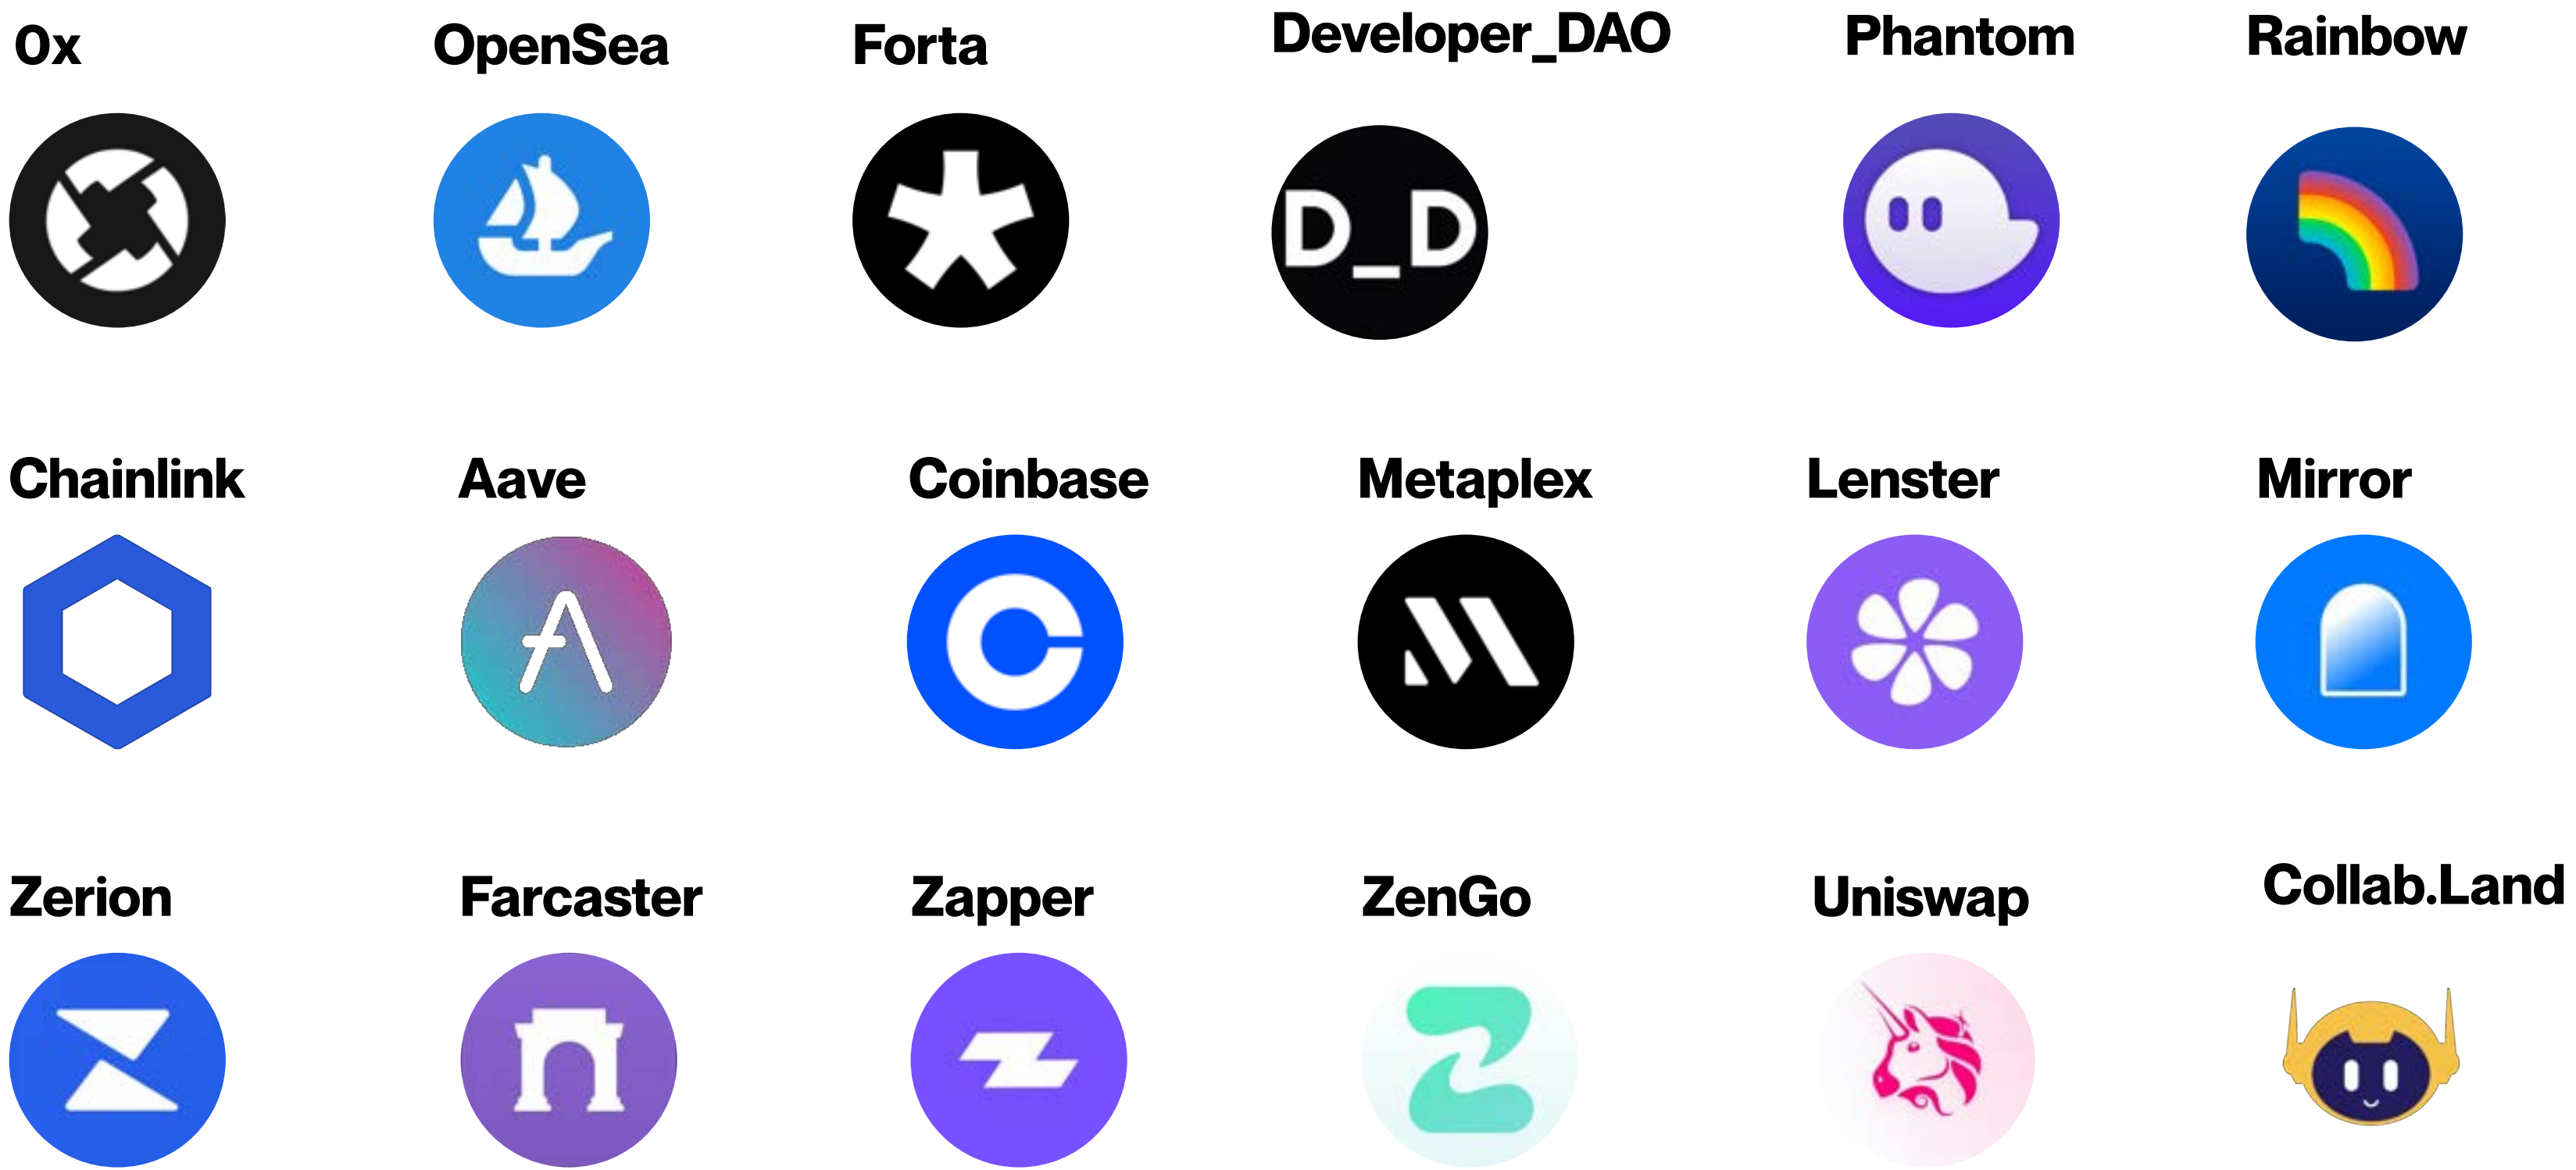 0x
OpenSea
Forta
Developer_DAO
Phantom
Rainbow
D_D
Chainlink
Aave
Coinbase
Metaplex
Lenster
Mirror
Zerion
Farcaster
Zapper
ZenGo
Uniswap
Collab.Land